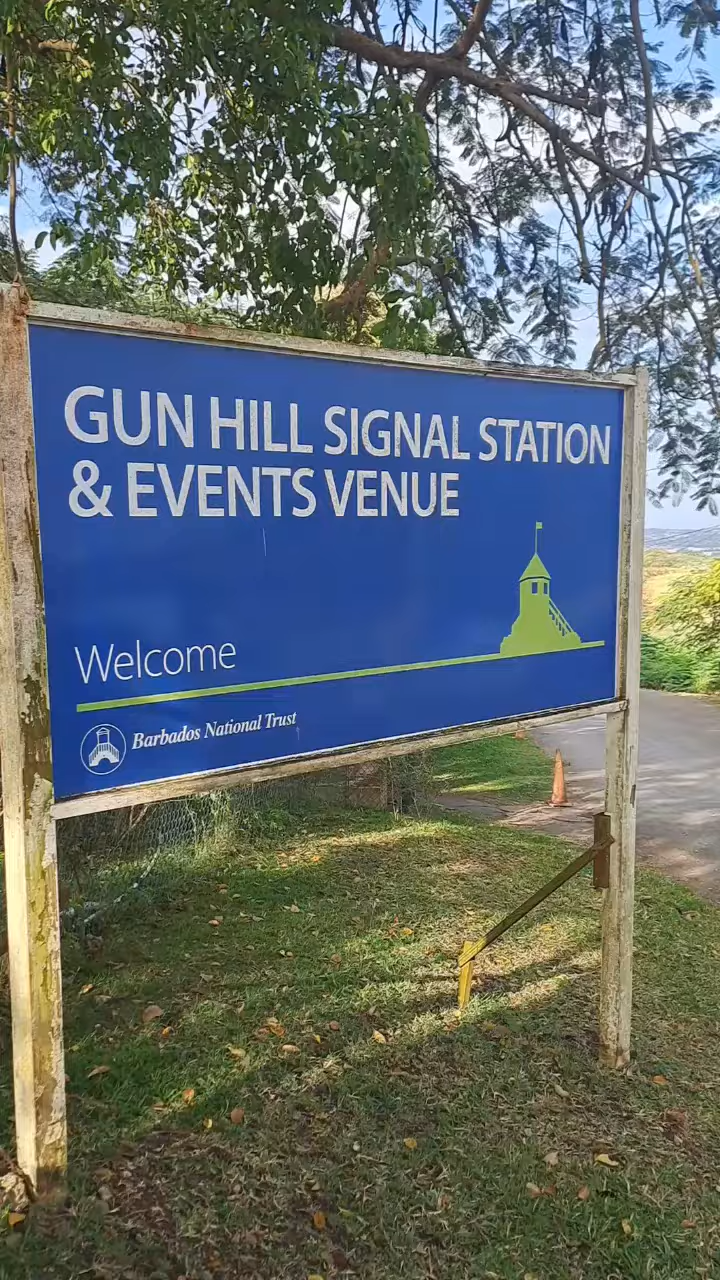 GUN HILL SIGNAL STATION
& EVENTS VENUE
Welcome
Barbados National Trust